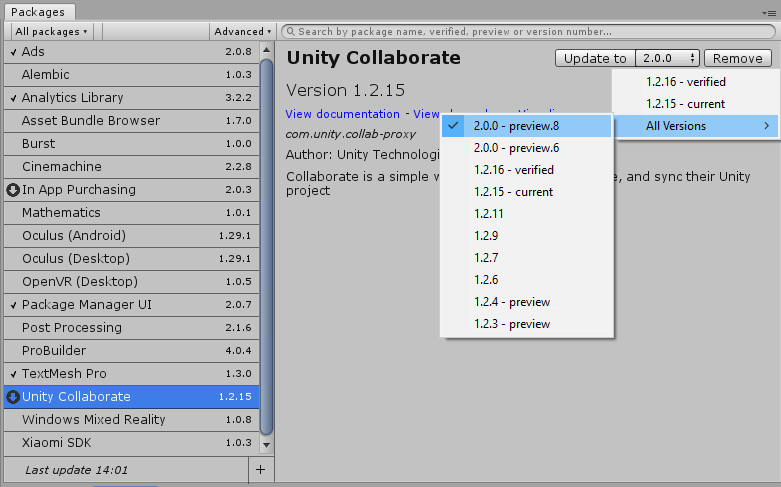 Packages
All packages
Advanced
Search by package name, verified, preview or version number...
Ads 2.0.8
Alembic 1.0.3
Analytics Library 3.2.2
Asset Bundle Browser 1.7.0
Burst 1.0.0
Cinemachine 2.2.8
In App Purchasing 2.0.3
Mathematics 1.0.1
Oculus (Android) 1.29.1
Oculus (Desktop) 1.29.1
OpenVR (Desktop) 1.0.5
Package Manager UI 2.0.7
Post Processing 2.1.6
ProBuilder 4.0.4
TextMesh Pro 1.3.0
Unity Collaborate 1.2.15
Windows Mixed Reality 1.0.8
Xiaomi SDK 1.0.3
Last update 14:01 +
Unity Collaborate
Update to 2.0.0 Remove
Version 1.2.15
View documentation - View
com.unity.collab-proxy
Author: Unity Technologi
Collaborate is a simple w e, and sync their Unity
project
1.2.16 - verified
1.2.15 - current
All Versions
2.0.0 - preview.8
2.0.0 - preview.6
1.2.16 - verified
1.2.15 - current
1.2.11
1.2.9
1.2.7
1.2.6
1.2.4 - preview
1.2.3 - preview